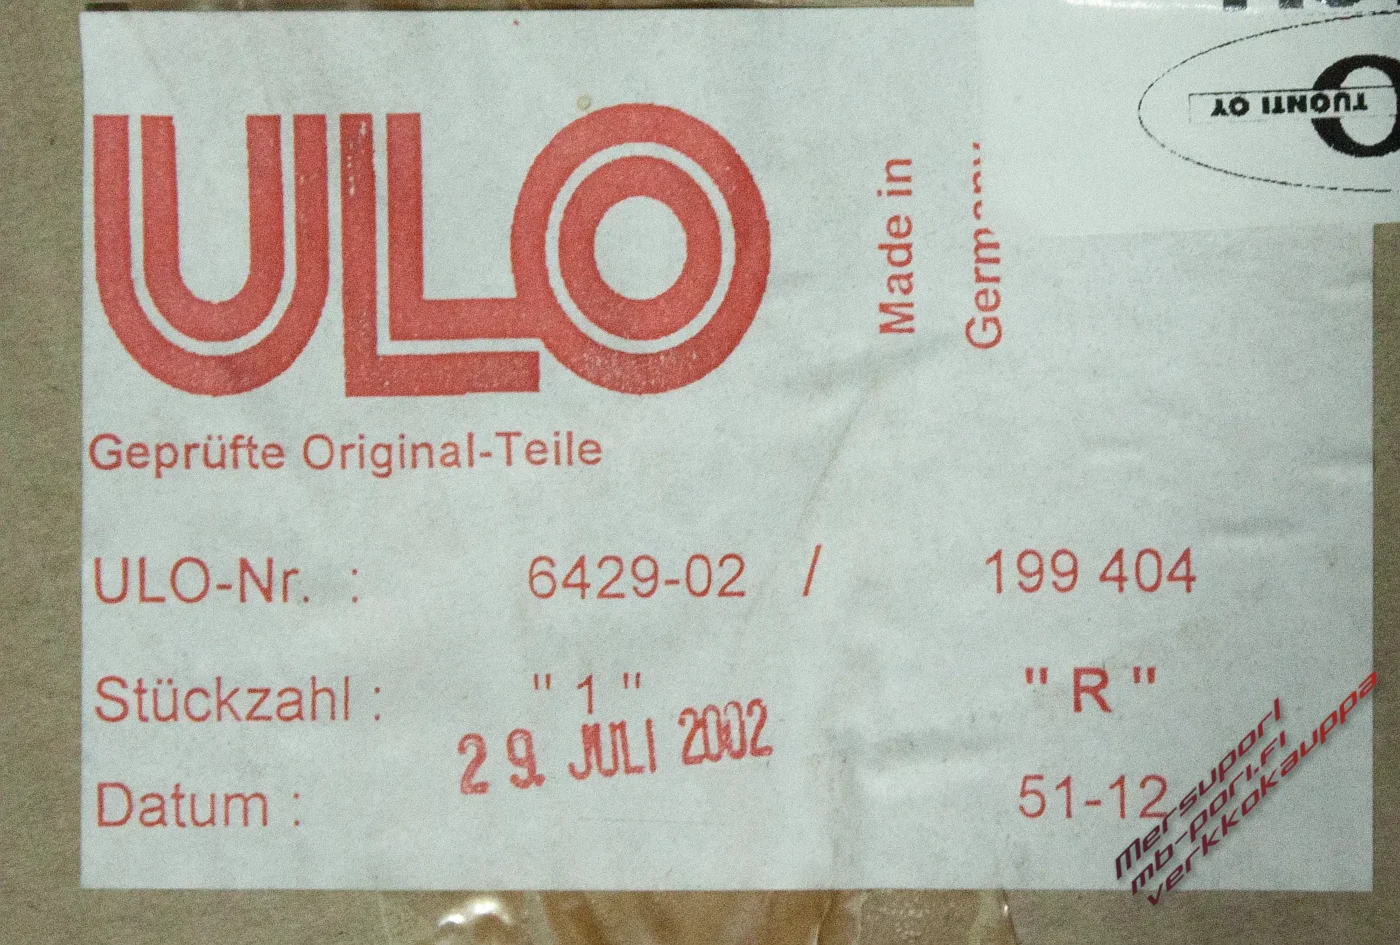 ULO
Made in
Germany
TUONTI OY
Geprüfte Original-Teile
ULO-Nr. : 6429-02 / 199 404
Stückzahl : " 1 " " R "
29. JULI 2002
Datum : 51-12
Mersupori
mb-pori.fi
verkkokauppa